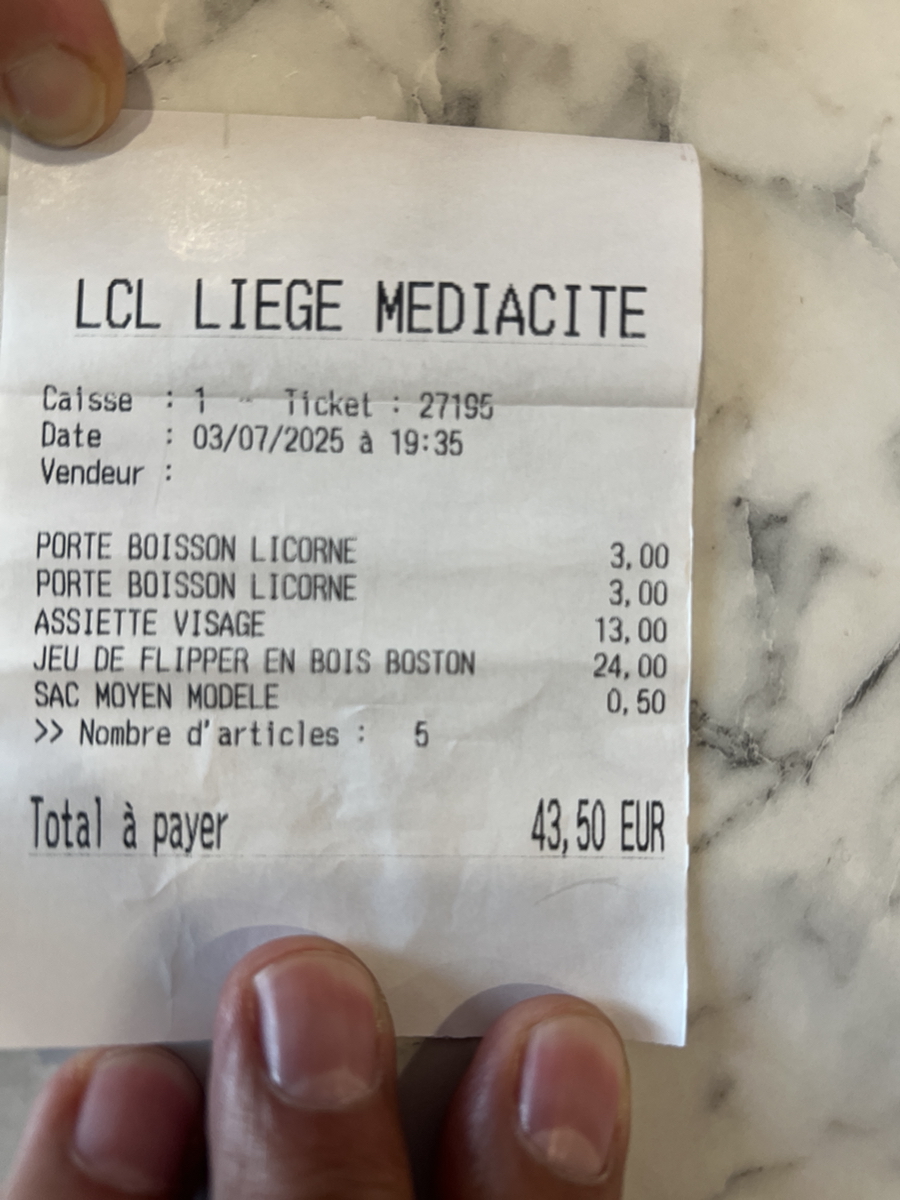 LCL LIEGE MEDIACITE
Caisse : 1 - Ticket : 27195
Date : 03/07/2025 à 19:35
Vendeur :
PORTE BOISSON LICORNE 3,00
PORTE BOISSON LICORNE 3,00
ASSIETTE VISAGE 13,00
JEU DE FLIPPER EN BOIS BOSTON 24,00
SAC MOYEN MODELE 0,50
>> Nombre d'articles : 5
Total à payer 43,50 EUR